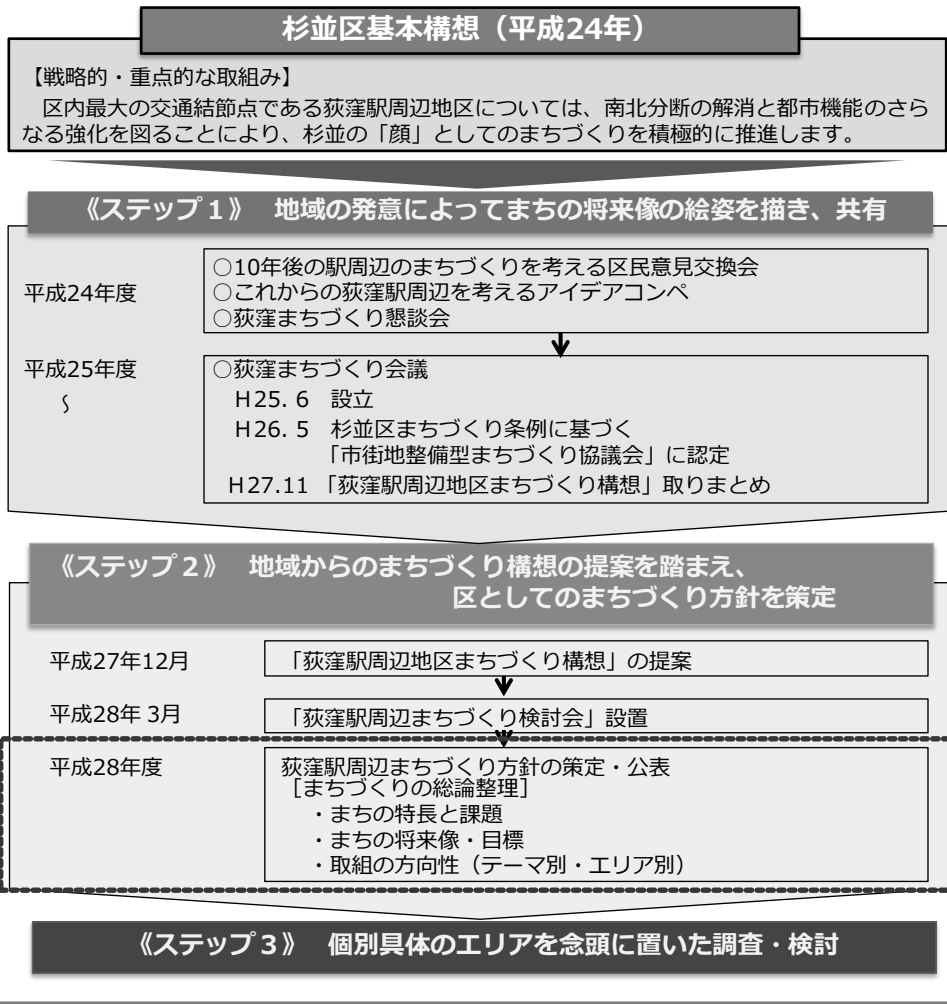 杉並区基本構想（平成24年）
【戦略的・重点的な取組み】
区内最大の交通結節点である荻窪駅周辺地区については、南北分断の解消と都市機能のさら
なる強化を図ることにより、杉並の「顔」としてのまちづくりを積極的に推進します。
《ステップ１》　地域の発意によってまちの将来像の絵姿を描き、共有
平成24年度
○10年後の駅周辺のまちづくりを考える区民意見交換会
○これからの荻窪駅周辺を考えるアイデアコンペ
○荻窪まちづくり懇談会
平成25年度
～
○荻窪まちづくり会議
Ｈ25. 6　設立
Ｈ26. 5　杉並区まちづくり条例に基づく
「市街地整備型まちづくり協議会」に認定
Ｈ27.11 「荻窪駅周辺地区まちづくり構想」取りまとめ
《ステップ２》　地域からのまちづくり構想の提案を踏まえ、
区としてのまちづくり方針を策定
平成27年12月
「荻窪駅周辺地区まちづくり構想」の提案
平成28年 3月
「荻窪駅周辺まちづくり検討会」設置
平成28年度
荻窪駅周辺まちづくり方針の策定・公表
［まちづくりの総論整理］
・まちの特長と課題
・まちの将来像・目標
・取組の方向性（テーマ別・エリア別）
《ステップ３》　個別具体のエリアを念頭に置いた調査・検討